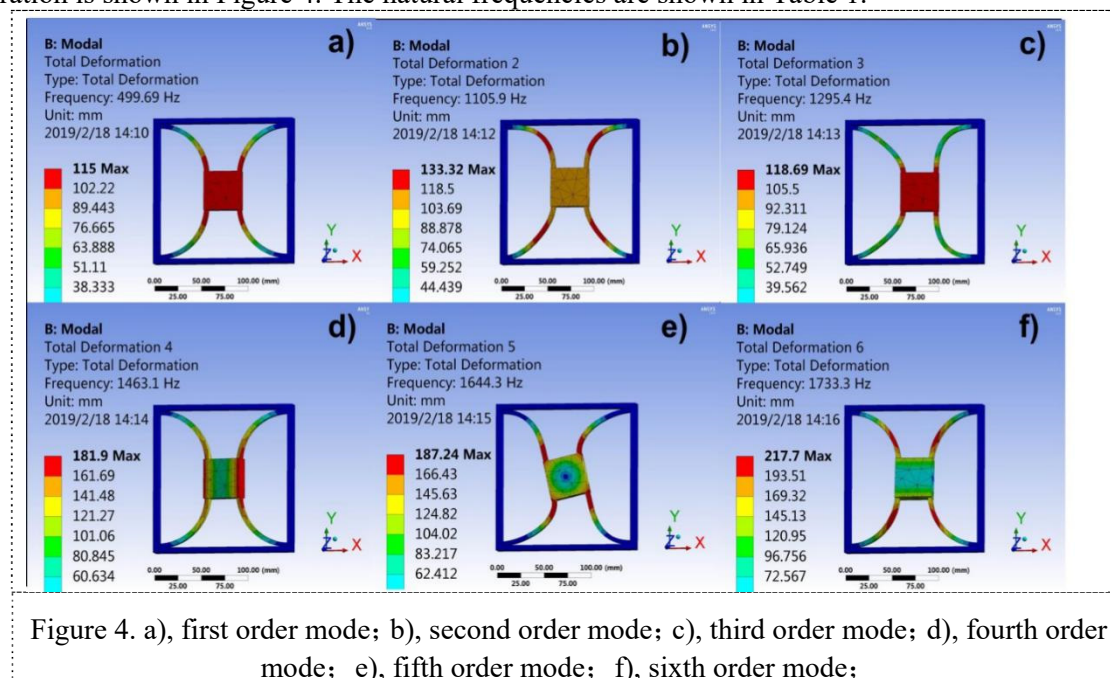 ration is shown in Figure 4. The natural frequencies are shown in Table 1.
a)
B: Modal
Total Deformation
Type: Total Deformation
Frequency: 499.69 Hz
Unit: mm
2019/2/18 14:10
115 Max
102.22
89.443
76.665
63.888
51.11
38.333
Y
Z X
0.00 50.00 100.00 (mm)
25.00 75.00
ANSYS
b)
B: Modal
Total Deformation 2
Type: Total Deformation
Frequency: 1105.9 Hz
Unit: mm
2019/2/18 14:12
133.32 Max
118.5
103.69
88.878
74.065
59.252
44.439
Y
Z X
0.00 50.00 100.00 (mm)
25.00 75.00
ANSYS
c)
B: Modal
Total Deformation 3
Type: Total Deformation
Frequency: 1295.4 Hz
Unit: mm
2019/2/18 14:13
118.69 Max
105.5
92.311
79.124
65.936
52.749
39.562
Y
Z X
0.00 50.00 100.00 (mm)
25.00 75.00
ANSYS
d)
B: Modal
Total Deformation 4
Type: Total Deformation
Frequency: 1463.1 Hz
Unit: mm
2019/2/18 14:14
181.9 Max
161.69
141.48
121.27
101.06
80.845
60.634
Y
Z X
0.00 50.00 100.00 (mm)
25.00 75.00
ANSYS
e)
B: Modal
Total Deformation 5
Type: Total Deformation
Frequency: 1644.3 Hz
Unit: mm
2019/2/18 14:15
187.24 Max
166.43
145.63
124.82
104.02
83.217
62.412
Y
Z X
0.00 50.00 100.00 (mm)
25.00 75.00
ANSYS
f)
B: Modal
Total Deformation 6
Type: Total Deformation
Frequency: 1733.3 Hz
Unit: mm
2019/2/18 14:16
217.7 Max
193.51
169.32
145.13
120.95
96.756
72.567
Y
Z X
0.00 50.00 100.00 (mm)
25.00 75.00
ANSYS
Figure 4. a), first order mode; b), second order mode; c), third order mode; d), fourth order
mode; e), fifth order mode; f), sixth order mode;